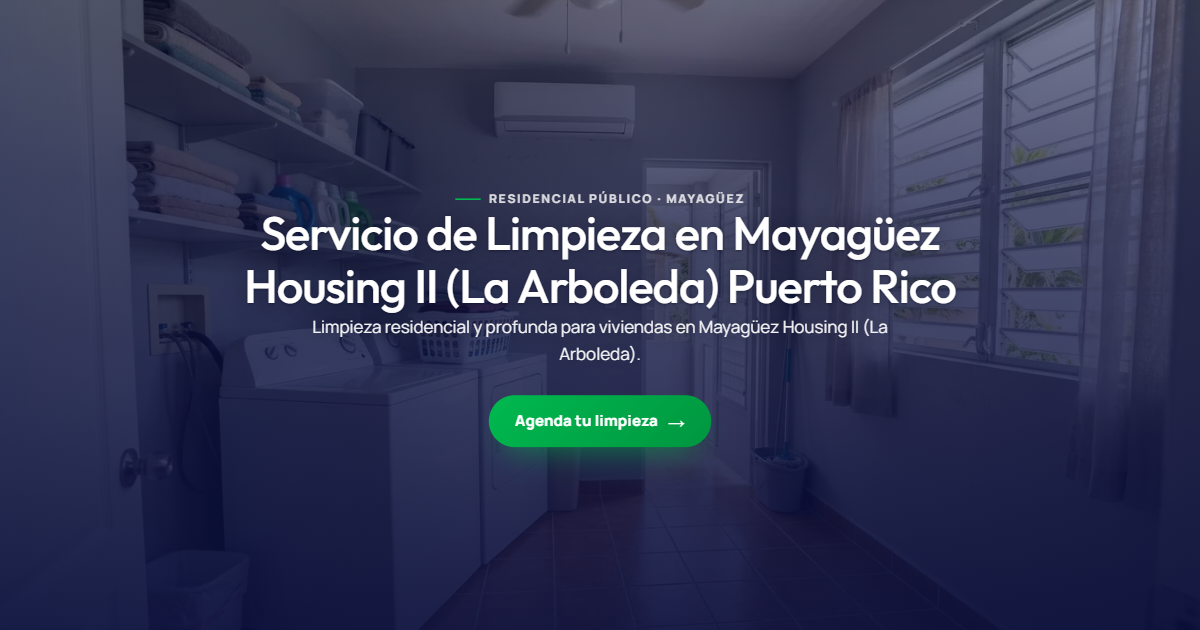 RESIDENCIAL PÚBLICO · MAYAGÜEZ
Servicio de Limpieza en Mayagüez
Housing II (La Arboleda) Puerto Rico
Limpieza residencial y profunda para viviendas en Mayagüez Housing II (La
Arboleda).
Agenda tu limpieza →